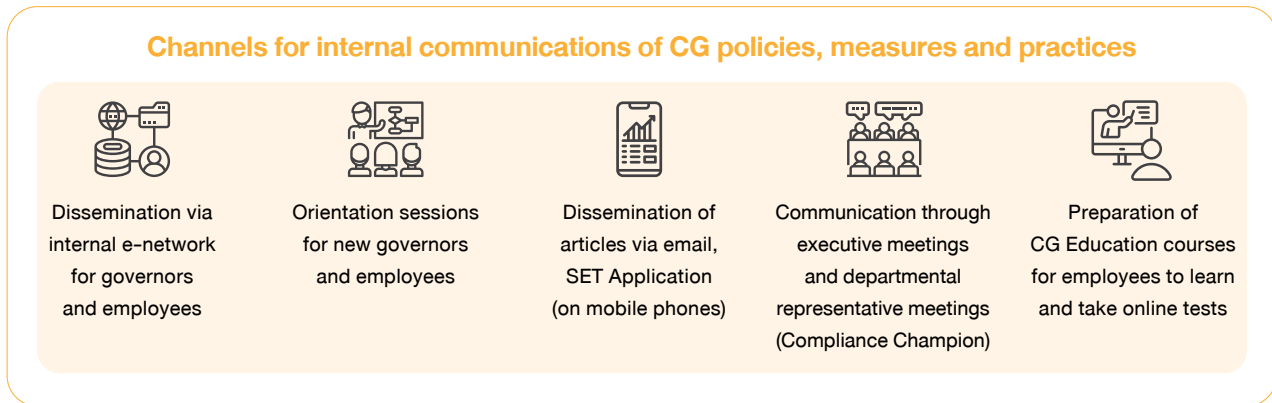 Channels for internal communications of CG policies, measures and practices
Dissemination via
internal e-network
for governors
and employees
Orientation sessions
for new governors
and employees
Dissemination of
articles via email,
SET Application
(on mobile phones)
Communication through
executive meetings
and departmental
representative meetings
(Compliance Champion)
Preparation of
CG Education courses
for employees to learn
and take online tests